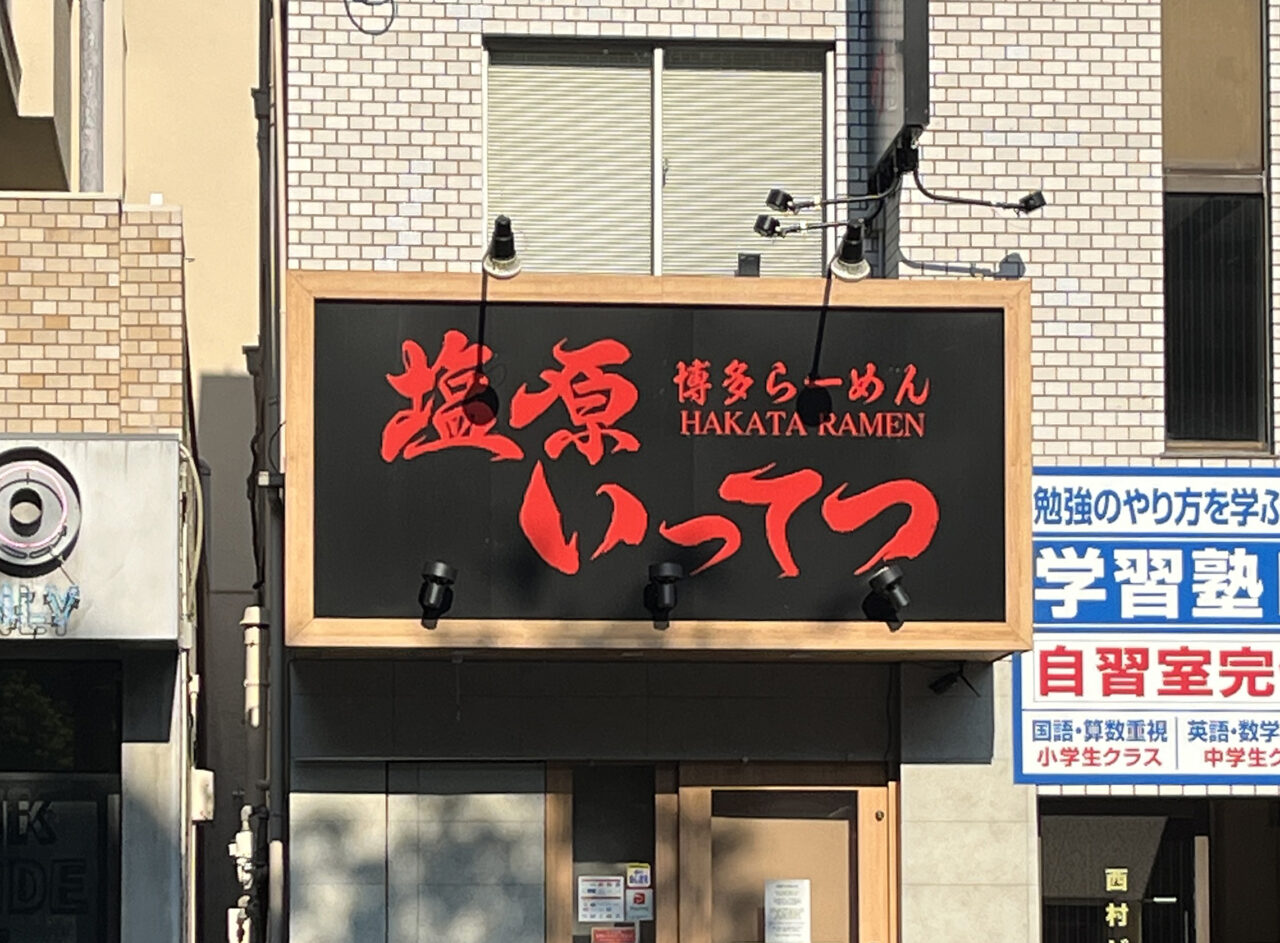 塩原
博多らーめん
HAKATA RAMEN
いってつ
勉強のやり方を学ぶ
学習塾
自習室完
国語・算数重視
小学生クラス
英語・数学
中学生ク
西村